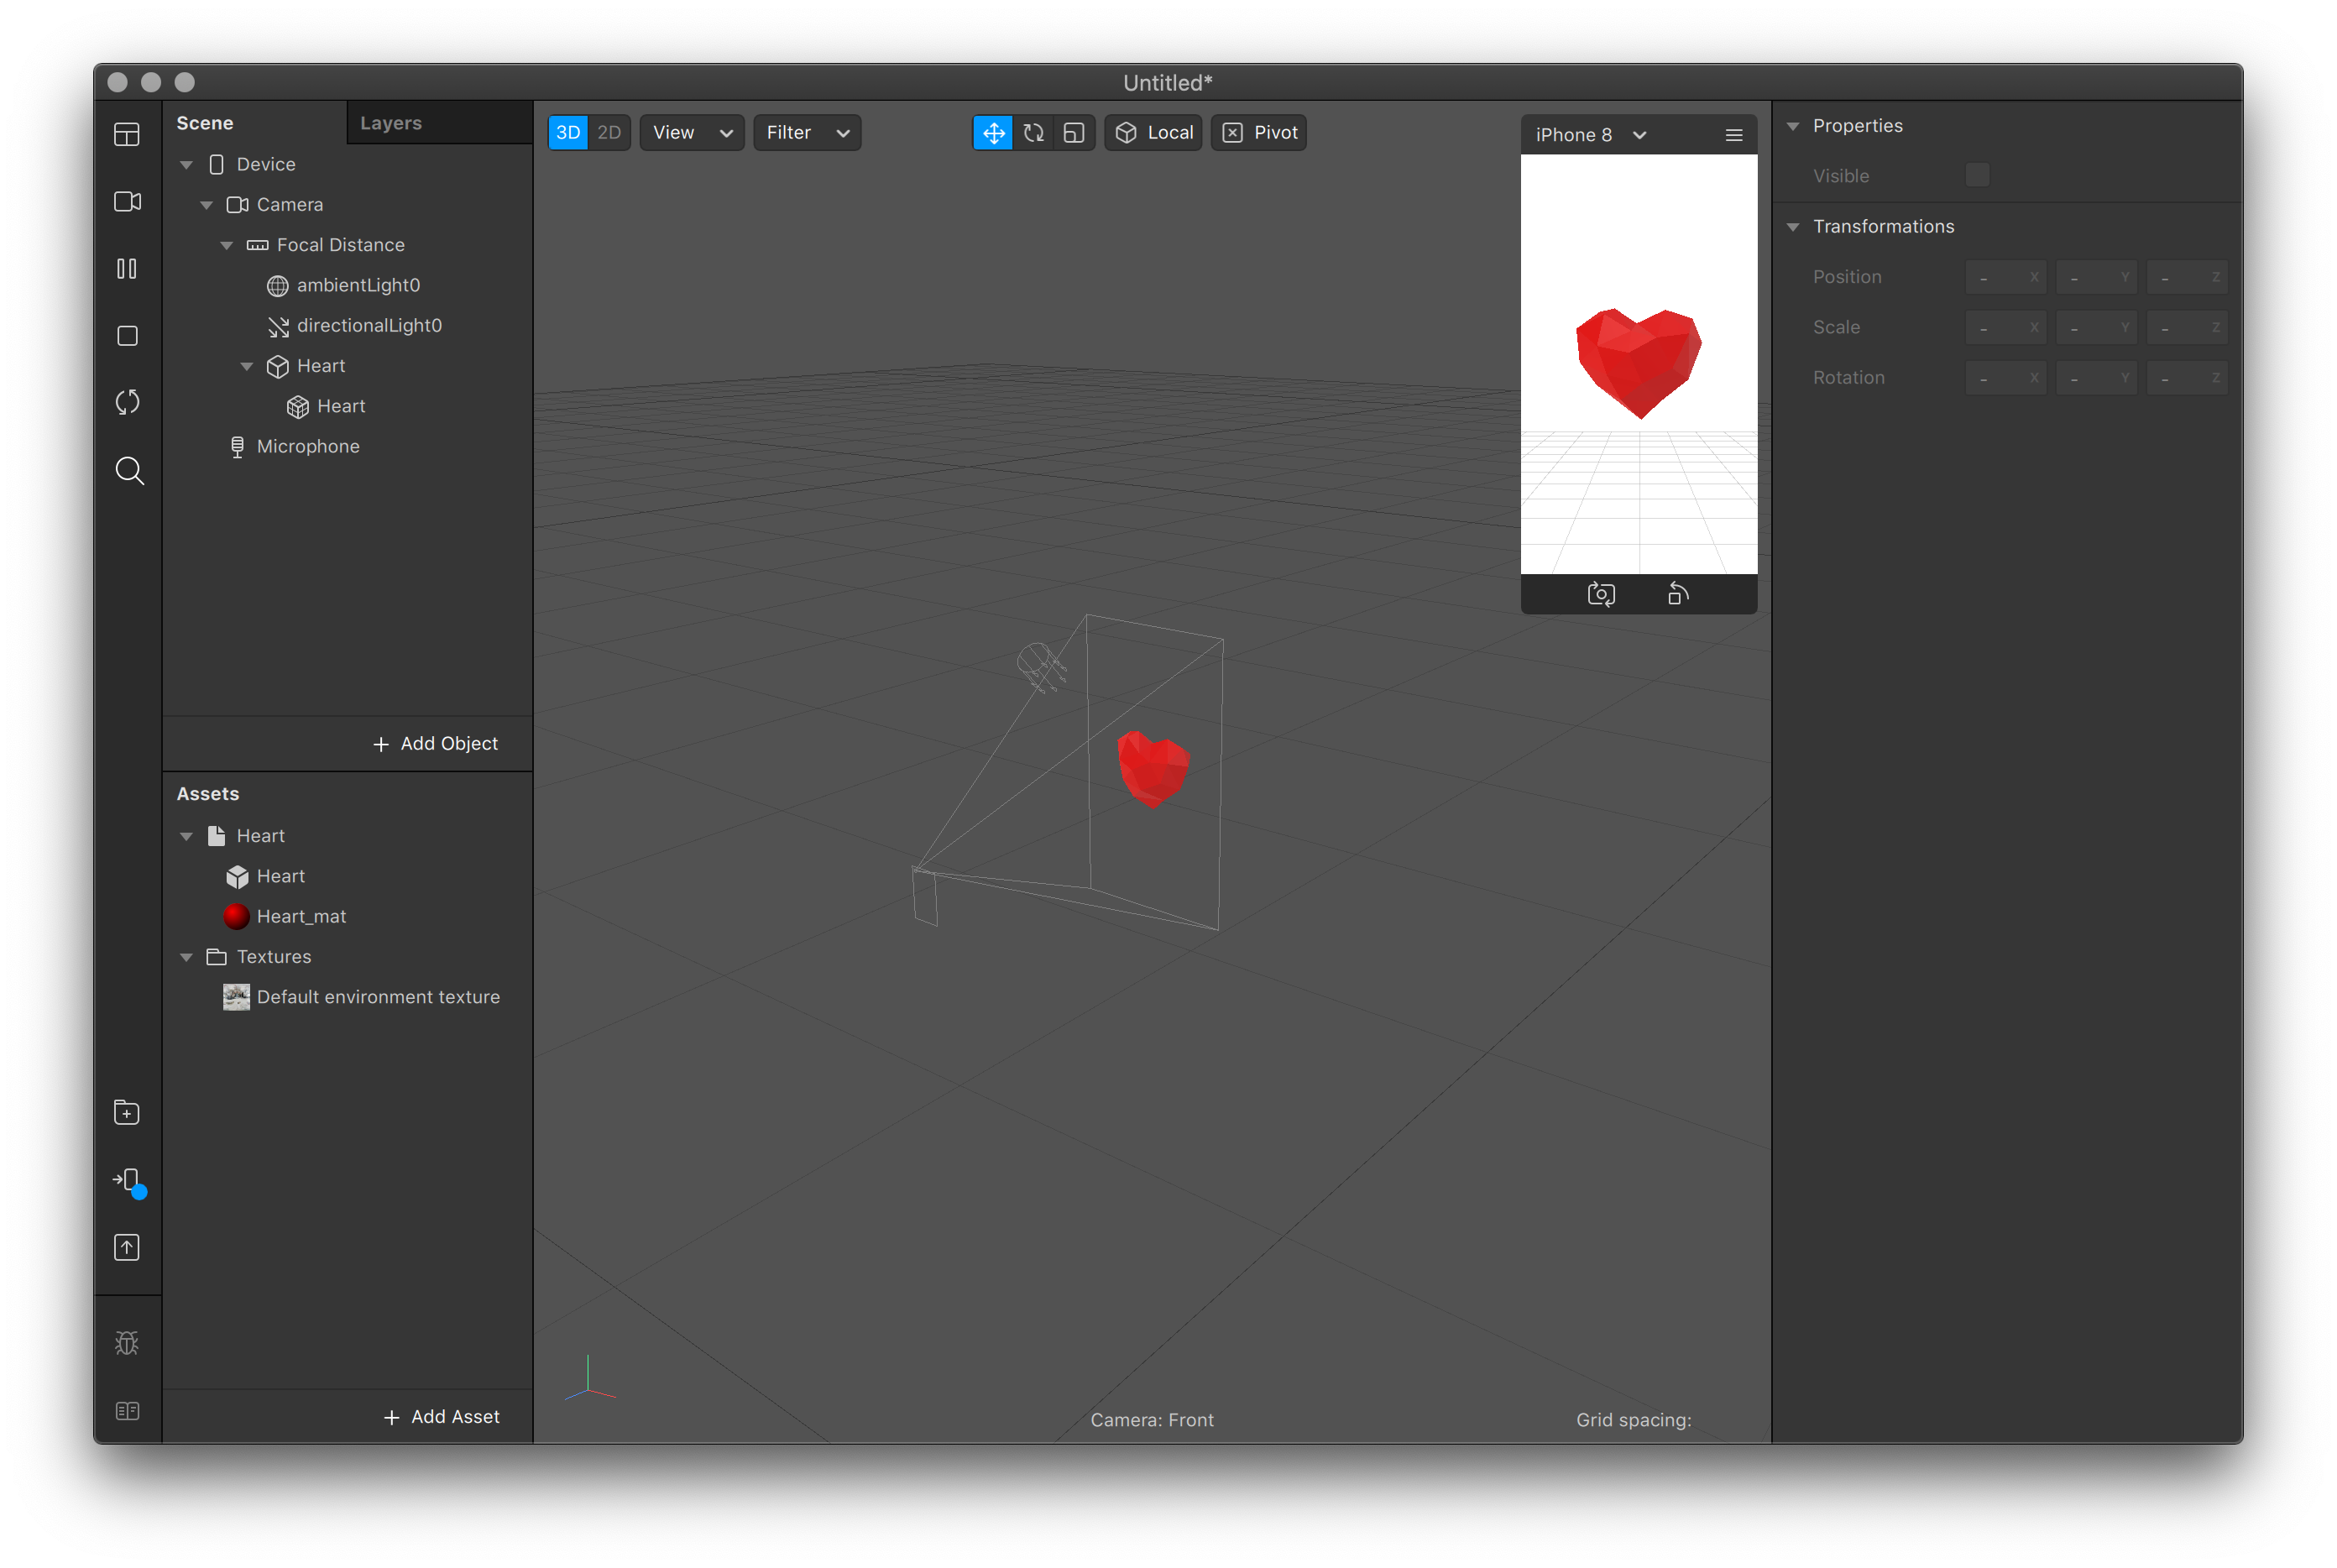 Untitled*
Scene
Layers
Device
Camera
Focal Distance
ambientLight0
directionalLight0
Heart
Heart
Microphone
+ Add Object
Assets
Heart
Heart
Heart_mat
Textures
Default environment texture
+ Add Asset
3D 2D View Filter Local Pivot
iPhone 8
Camera: Front
Grid spacing:
Properties
Visible
Transformations
Position - X - Y - Z
Scale - X - Y - Z
Rotation - X - Y - Z